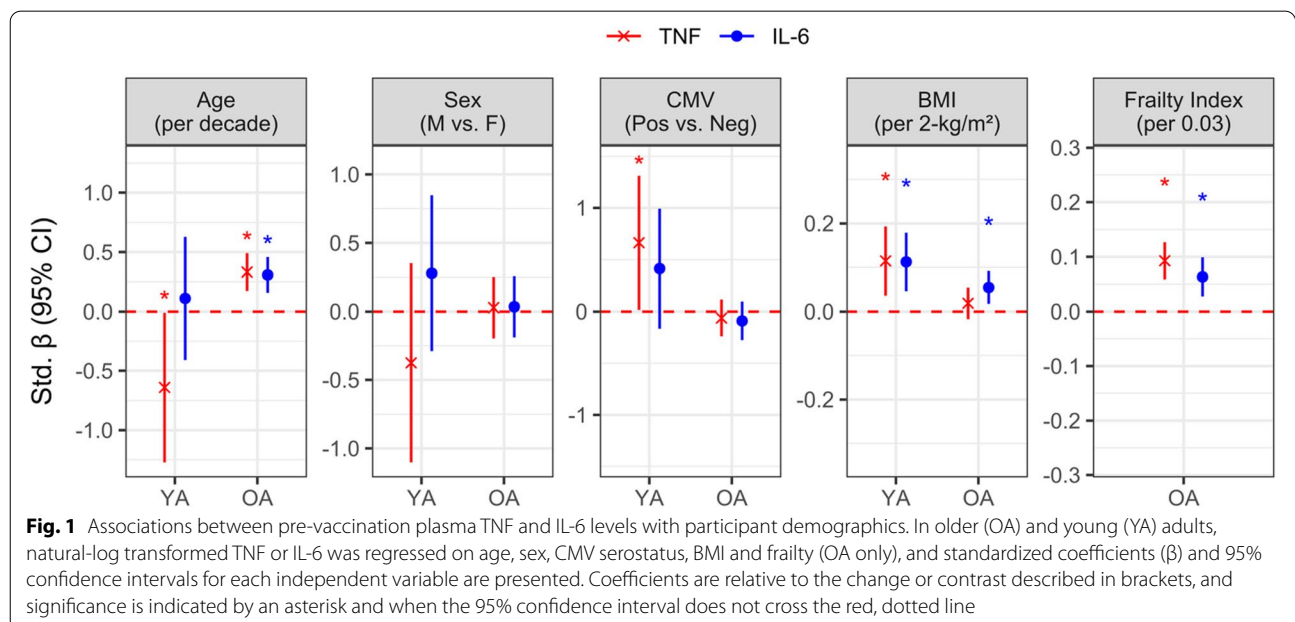 TNF IL-6
Age
(per decade)
Sex
(M vs. F)
CMV
(Pos vs. Neg)
BMI
(per 2-kg/m²)
Frailty Index
(per 0.03)
Std. β (95% CI)
1.0
0.5
0.0
-0.5
-1.0
* * *
YA OA
1.0
0.5
0.0
-0.5
-1.0
YA OA
1
0
-1
*
YA OA
0.2
0.0
-0.2
* * *
YA OA
0.3
0.2
0.1
0.0
-0.1
-0.2
-0.3
* *
OA
Fig. 1 Associations between pre-vaccination plasma TNF and IL-6 levels with participant demographics. In older (OA) and young (YA) adults,
natural-log transformed TNF or IL-6 was regressed on age, sex, CMV serostatus, BMI and frailty (OA only), and standardized coefficients (β) and 95%
confidence intervals for each independent variable are presented. Coefficients are relative to the change or contrast described in brackets, and
significance is indicated by an asterisk and when the 95% confidence interval does not cross the red, dotted line